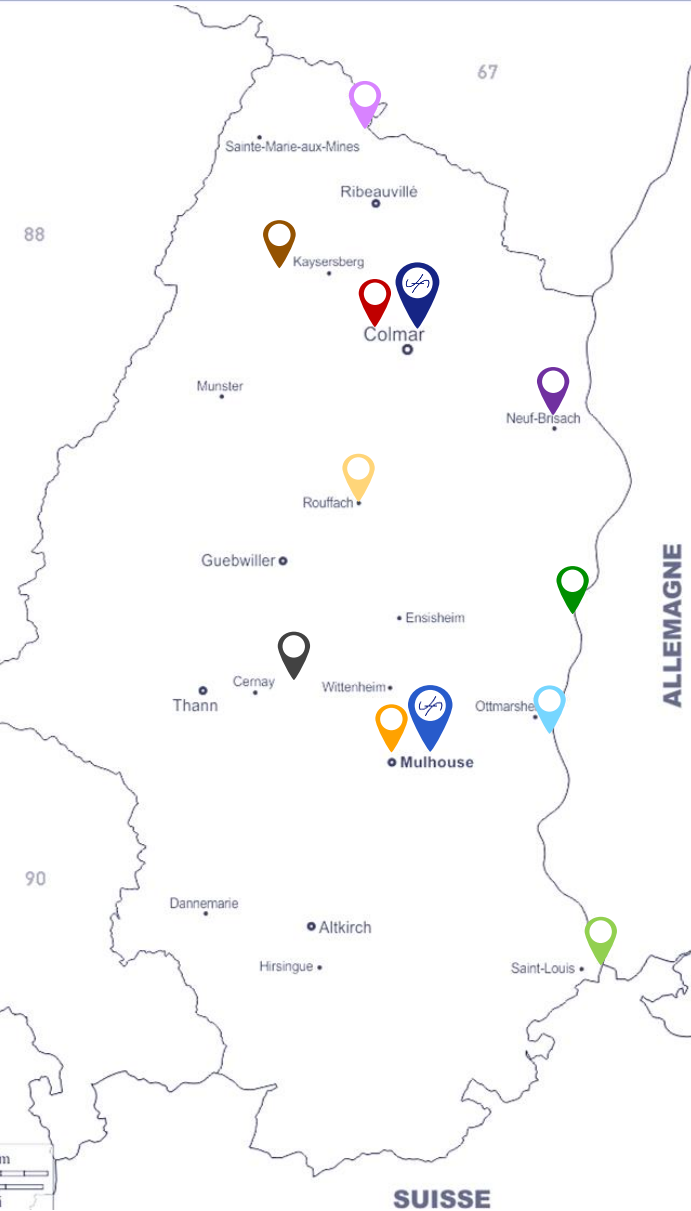 67
Sainte-Marie-aux-Mines
Ribeauvillé
88
Kaysersberg
Colmar
Munster
Neuf-Brisach
Rouffach
Guebwiller
ALLEMAGNE
Ensisheim
Cernay
Wittenheim
Thann
Ottmarshe
Mulhouse
90
Dannemarie
Altkirch
Hirsingue
Saint-Louis
m
i
SUISSE